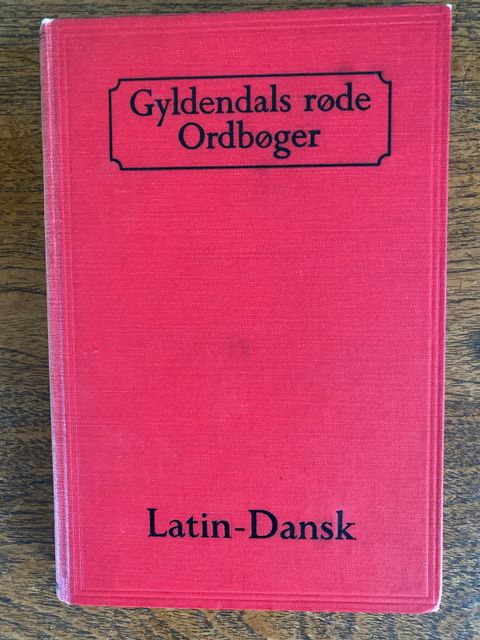 Gyldendals røde
Ordbøger
Latin-Dansk